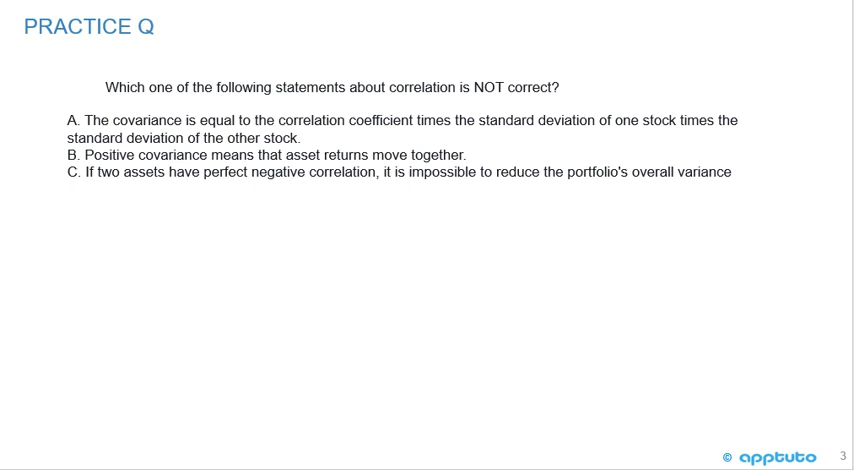 PRACTICE Q
Which one of the following statements about correlation is NOT correct?
A. The covariance is equal to the correlation coefficient times the standard deviation of one stock times the
standard deviation of the other stock.
B. Positive covariance means that asset returns move together.
C. If two assets have perfect negative correlation, it is impossible to reduce the portfolio's overall variance
© apptuto 3